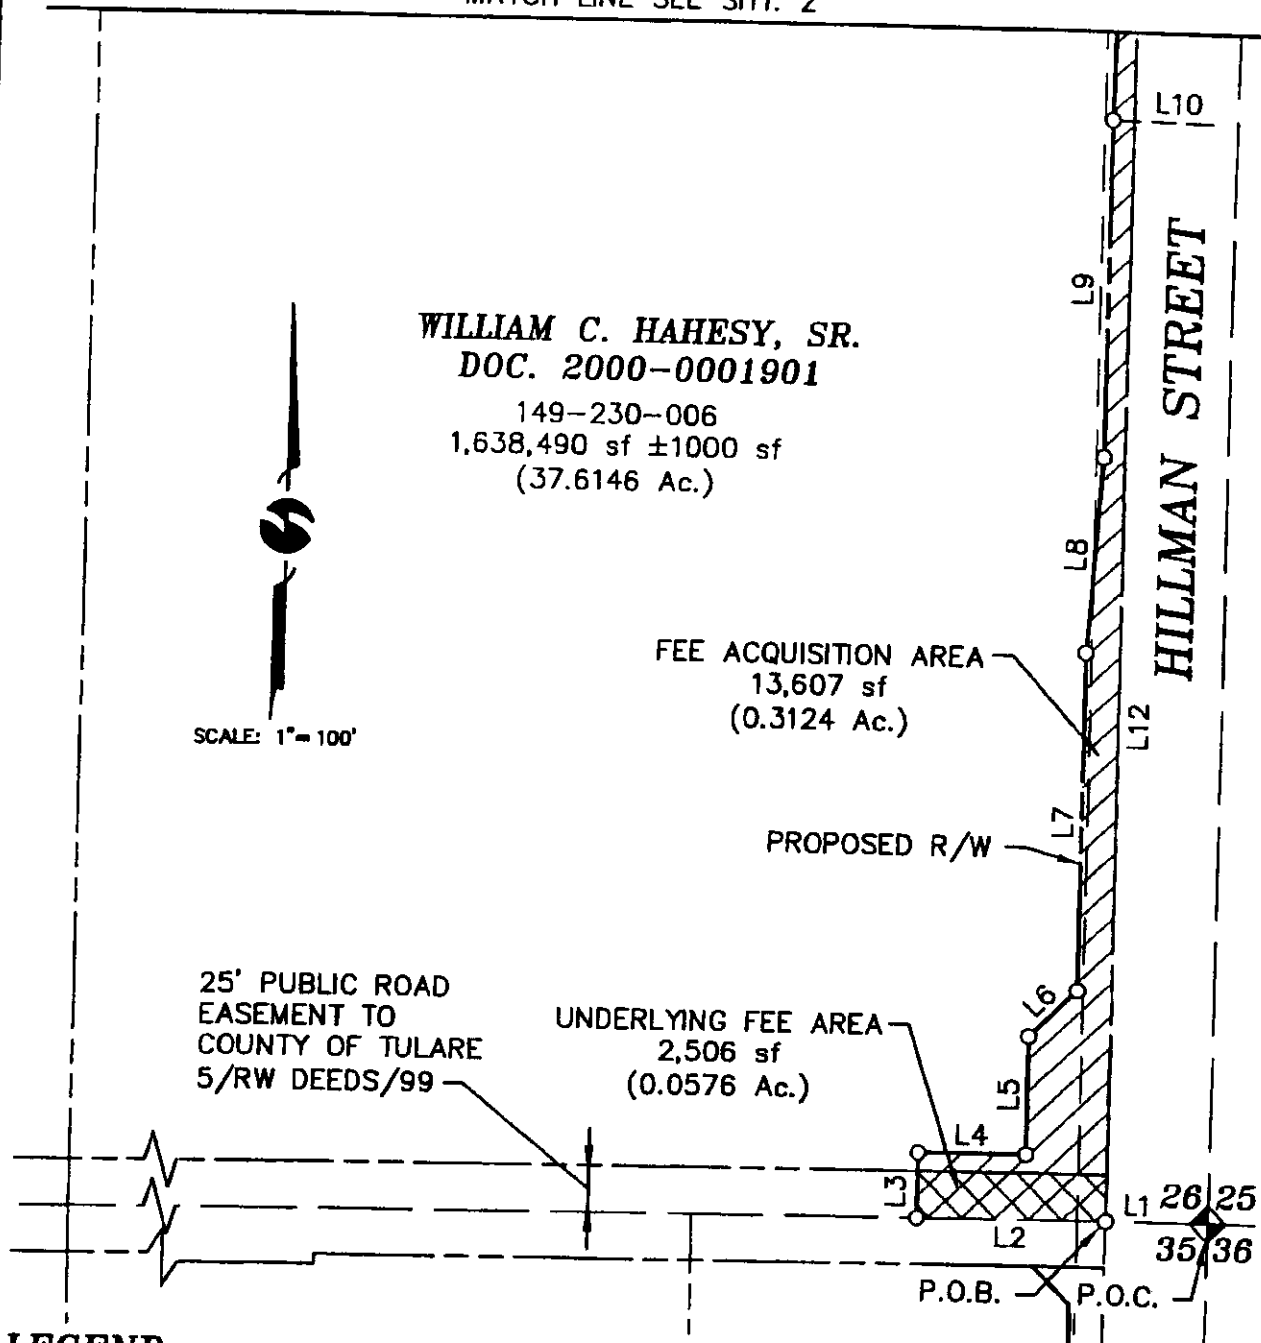 MATCH LINE SEE SHT. 2
L10
L9
HILLMAN STREET
WILLIAM C. HAHESY, SR.
DOC. 2000-0001901
149-230-006
1,638,490 sf ±1000 sf
(37.6146 Ac.)
SCALE: 1"=100'
L8
FEE ACQUISITION AREA
13,607 sf
(0.3124 Ac.)
L12
L7
PROPOSED R/W
25' PUBLIC ROAD
EASEMENT TO
COUNTY OF TULARE
5/RW DEEDS/99
UNDERLYING FEE AREA
2,506 sf
(0.0576 Ac.)
L6
L5
L4
L3
L2
L1
26 25
35 36
P.O.B.
P.O.C.
LEGEND